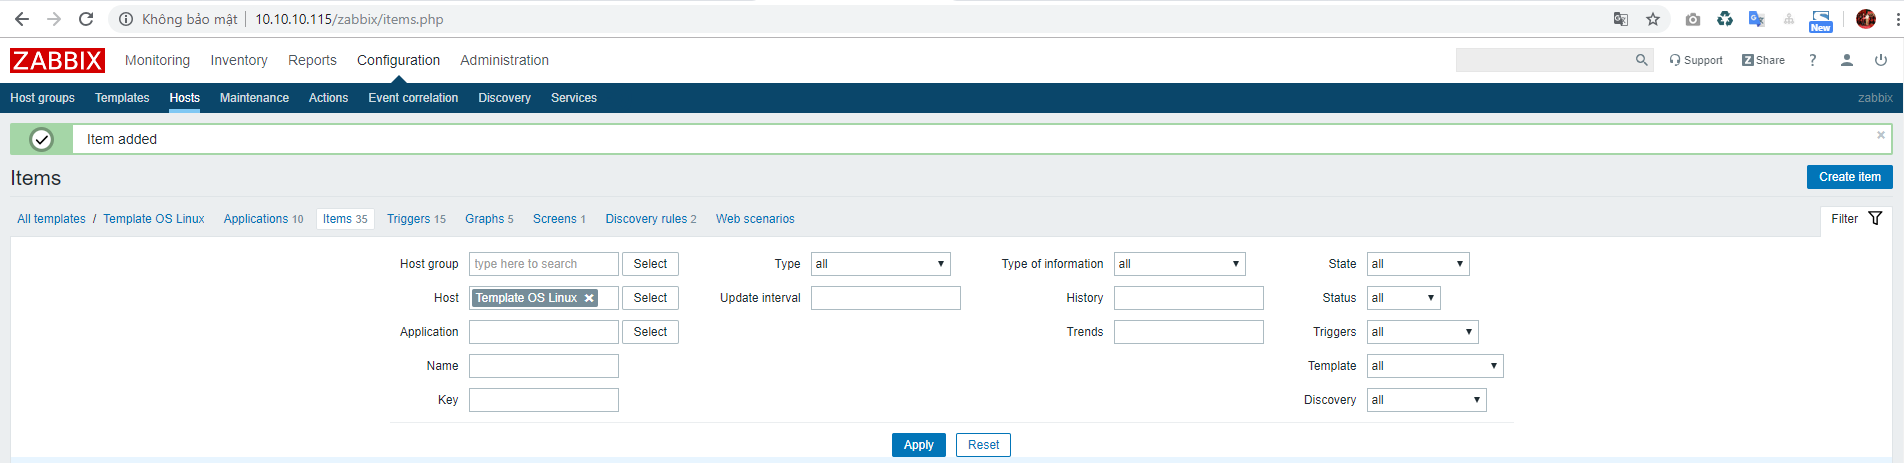 Không bảo mật | 10.10.10.115/zabbix/items.php
New
ZABBIX Monitoring Inventory Reports Configuration Administration Support Z Share ?
Host groups Templates Hosts Maintenance Actions Event correlation Discovery Services zabbix
Item added
Items Create item
All templates / Template OS Linux Applications 10 Items 35 Triggers 15 Graphs 5 Screens 1 Discovery rules 2 Web scenarios Filter
Host group type here to search Select Type all Type of information all State all
Host Template OS Linux Select Update interval History Status all
Application Select Trends Triggers all
Name Template all
Key Discovery all
Apply Reset